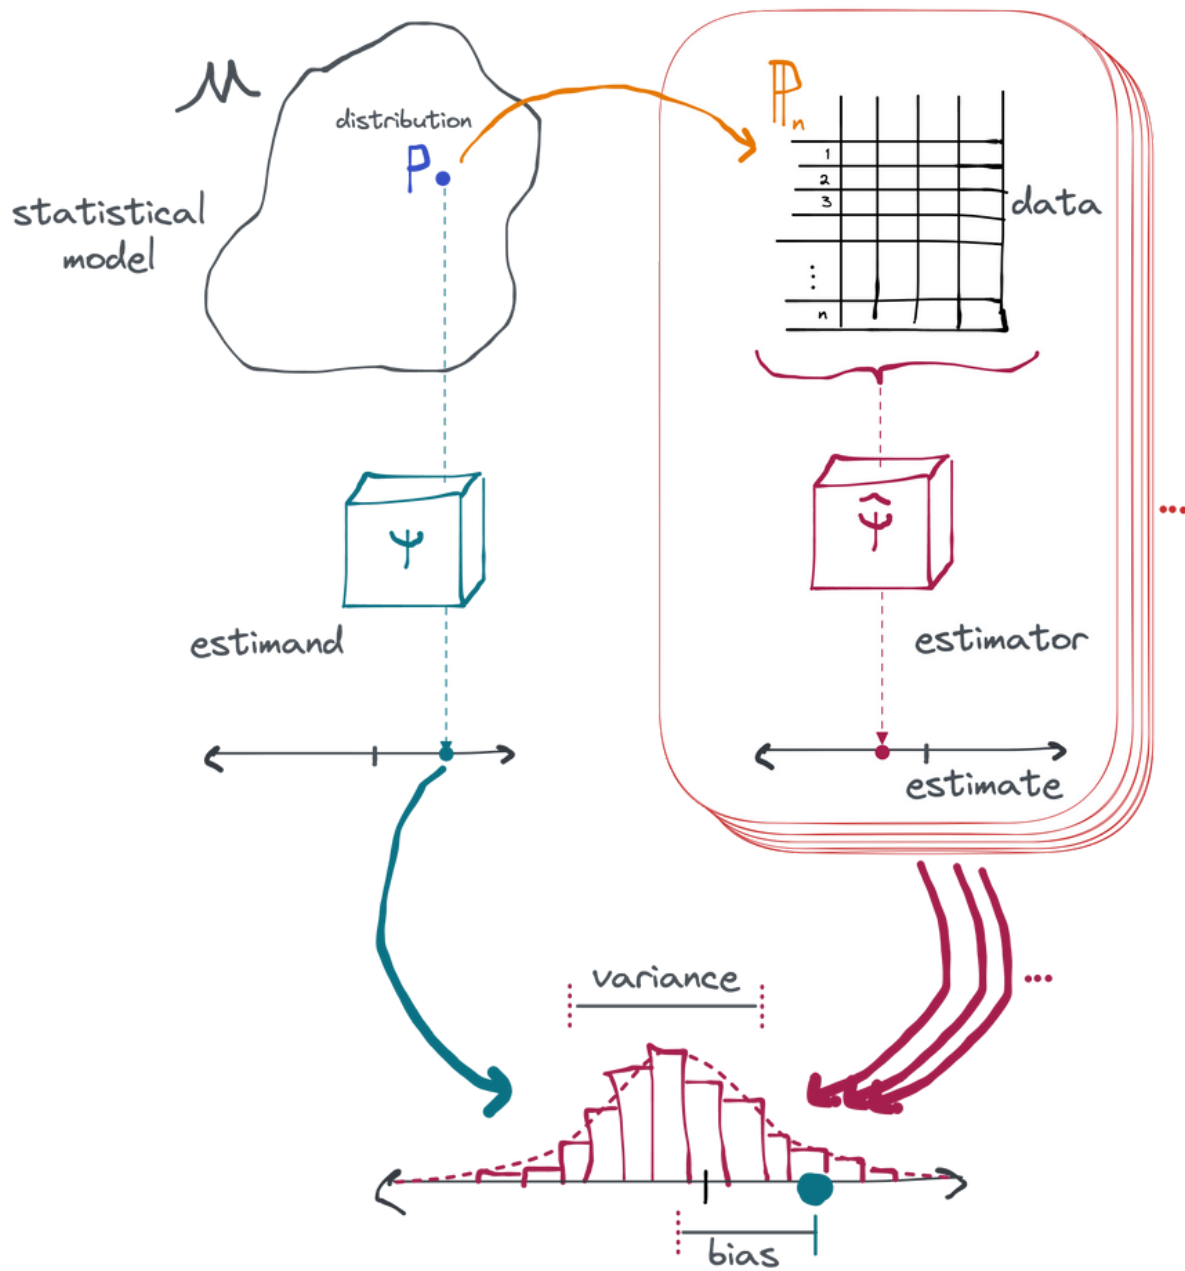 ℳ
distribution
P
statistical
model
ℙn
1
2
3
⋮
n
data
ψ
ψ̂
...
estimand
estimator
estimate
variance
...
bias